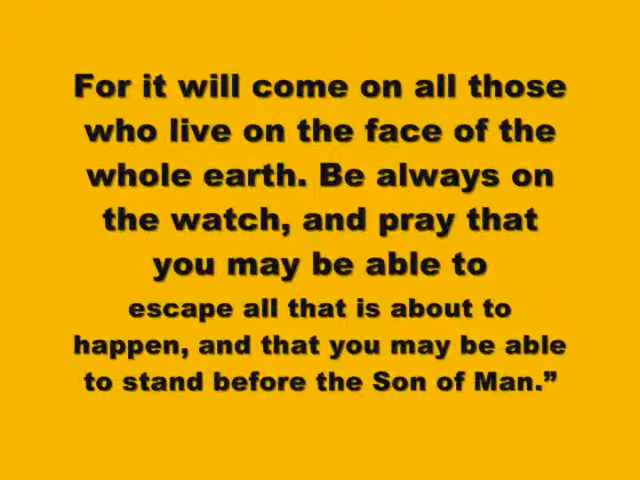 For it will come on all those
who live on the face of the
whole earth. Be always on
the watch, and pray that
you may be able to
escape all that is about to
happen, and that you may be able
to stand before the Son of Man.”